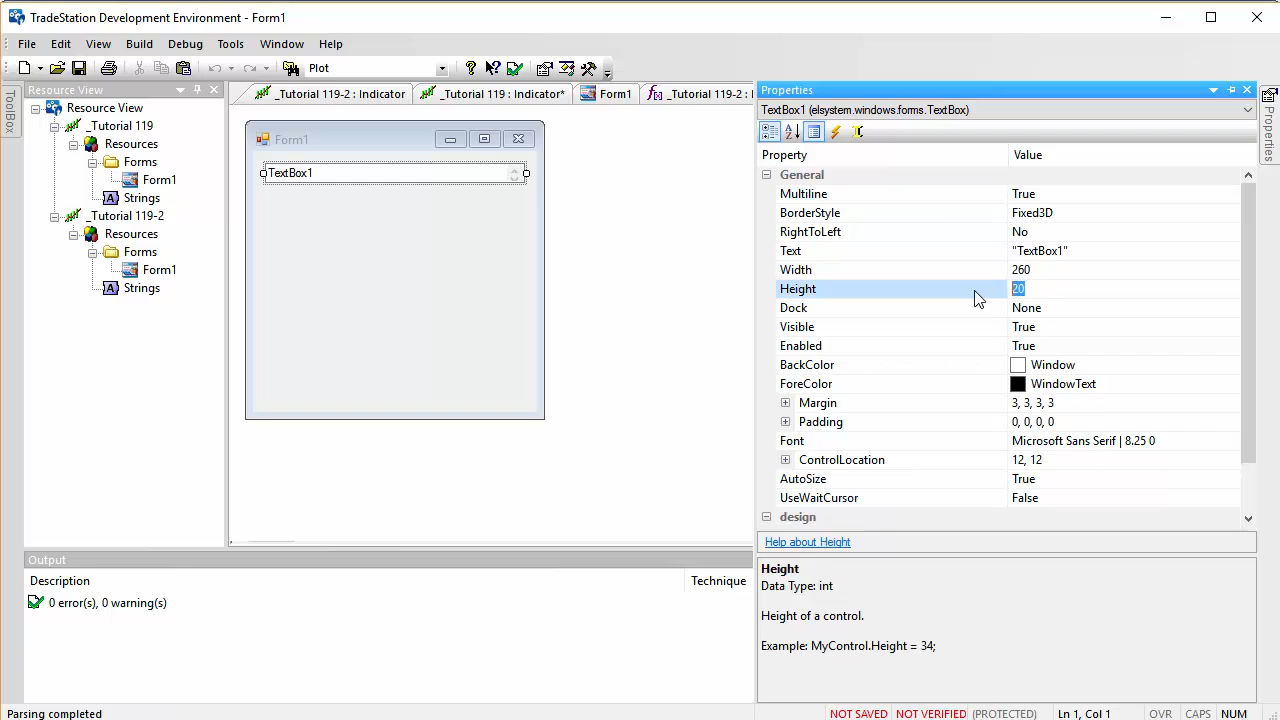 TradeStation Development Environment - Form1
File Edit View Build Debug Tools Window Help
Plot
Resource View
ToolBox
Resource View
_Tutorial 119
Resources
Forms
Form1
Strings
_Tutorial 119-2
Resources
Forms
Form1
Strings
_Tutorial 119-2 : Indicator
_Tutorial 119 : Indicator*
Form1
_Tutorial 119-2 :
Form1
TextBox1
Properties
TextBox1 (elsystem.windows.forms.TextBox)
Properties
Property Value
General
Multiline True
BorderStyle Fixed3D
RightToLeft No
Text "TextBox1"
Width 260
Height 20
Dock None
Visible True
Enabled True
BackColor Window
ForeColor WindowText
Margin 3, 3, 3, 3
Padding 0, 0, 0, 0
Font Microsoft Sans Serif | 8.25 0
ControlLocation 12, 12
AutoSize True
UseWaitCursor False
design
Help about Height
Height
Data Type: int
Height of a control.
Example: MyControl.Height = 34;
Output
Description Technique
0 error(s), 0 warning(s)
Parsing completed
NOT SAVED NOT VERIFIED (PROTECTED) Ln 1, Col 1 OVR CAPS NUM